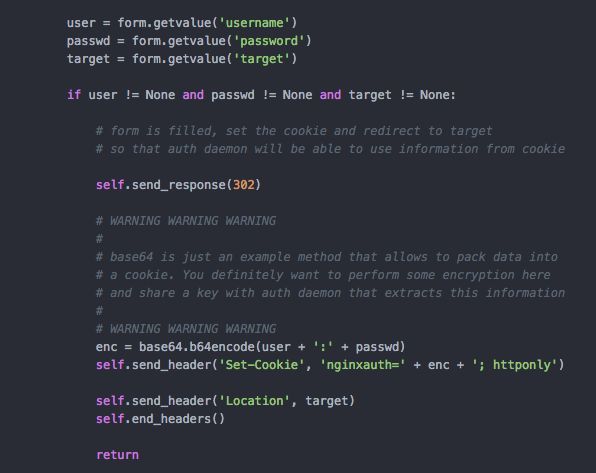 user = form.getvalue('username')
passwd = form.getvalue('password')
target = form.getvalue('target')
if user != None and passwd != None and target != None:
# form is filled, set the cookie and redirect to target
# so that auth daemon will be able to use information from cookie
self.send_response(302)
# WARNING WARNING WARNING
#
# base64 is just an example method that allows to pack data into
# a cookie. You definitely want to perform some encryption here
# and share a key with auth daemon that extracts this information
#
# WARNING WARNING WARNING
enc = base64.b64encode(user + ':' + passwd)
self.send_header('Set-Cookie', 'nginxauth=' + enc + '; httponly')
self.send_header('Location', target)
self.end_headers()
return